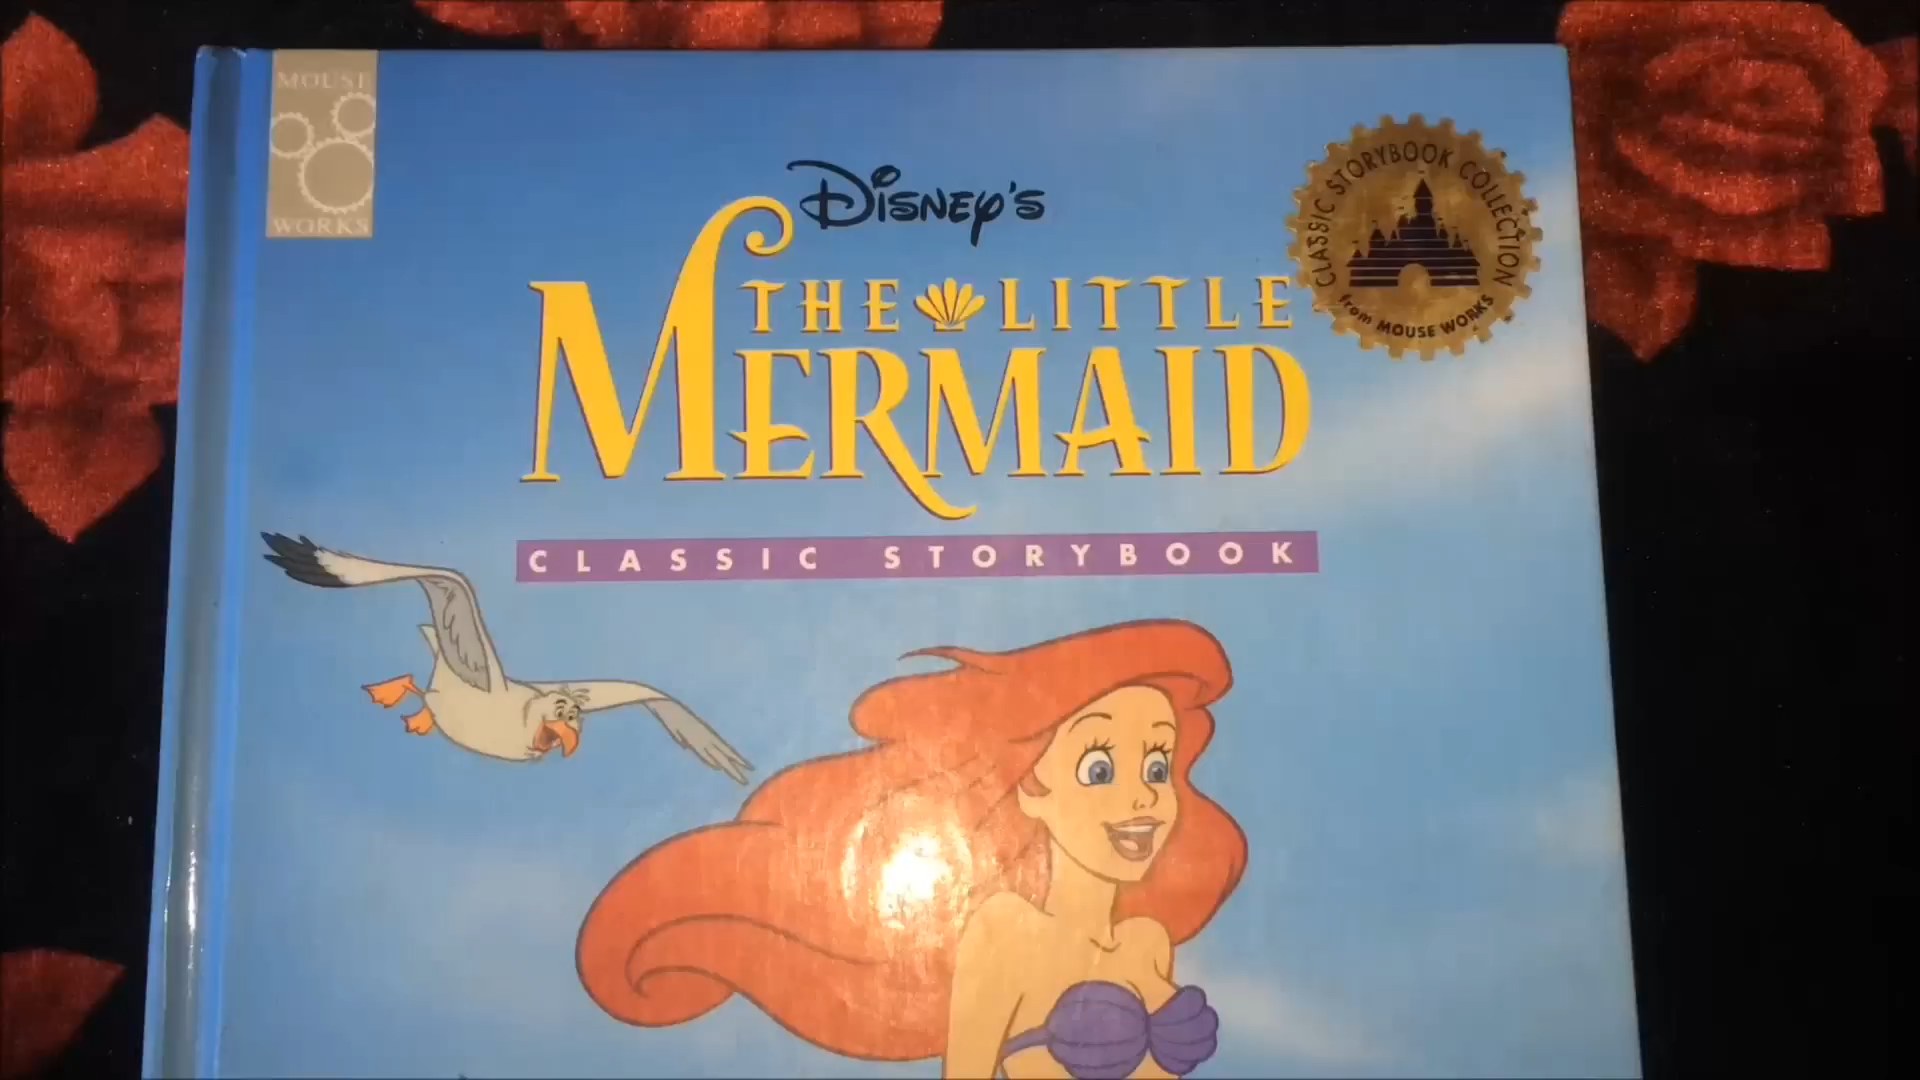 MOUSE
WORKS
DISNEY'S
THE LITTLE
MERMAID
CLASSIC STORYBOOK
CLASSIC STORYBOOK COLLECTION
from MOUSE WORKS